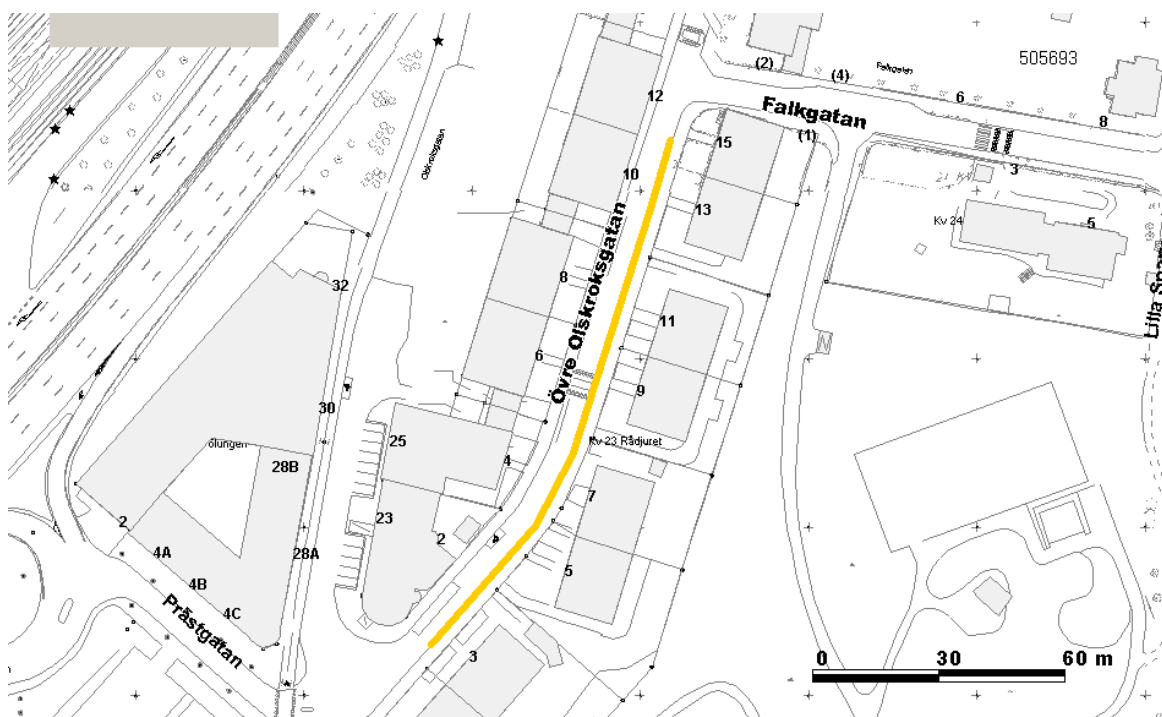 505693
(2)
Falkgatan
(4)
6
8
12
Falkgatan
(1)
15
3
10
13
Kv 24
5
Övre Olskroksgatan
Olskroksgatan
8
32
11
6
9
30
25
Kv 23 Rådjuret
ölungen
28B
4
7
23
2
2
4A
28A
5
4B
4C
Prästgatan
3
0 30 60 m